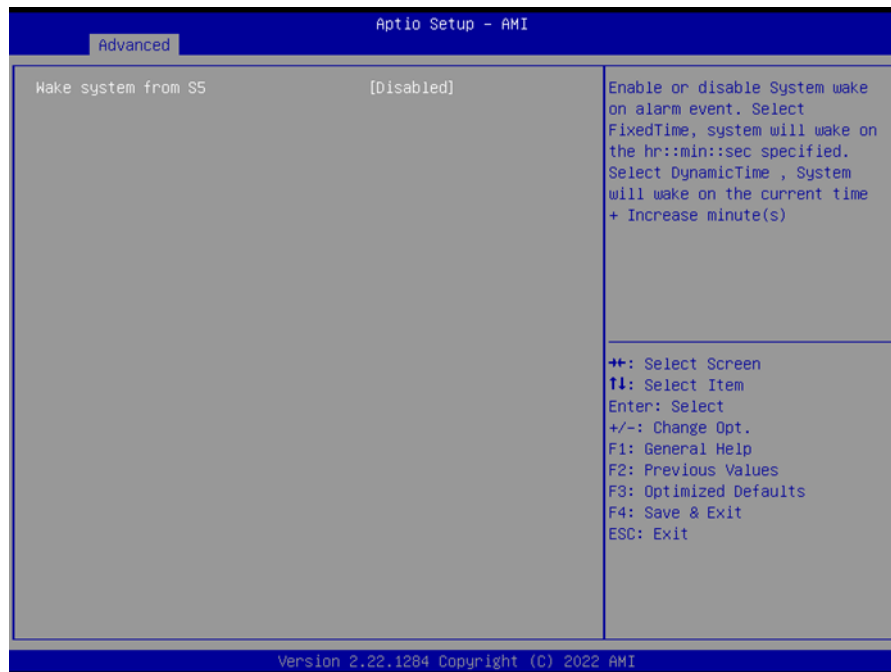 Aptio Setup - AMI
Advanced
Wake system from S5 [Disabled]
Enable or disable System wake
on alarm event. Select
FixedTime, system will wake on
the hr::min::sec specified.
Select DynamicTime , System
will wake on the current time
+ Increase minute(s)
→←: Select Screen
↑↓: Select Item
Enter: Select
+/-: Change Opt.
F1: General Help
F2: Previous Values
F3: Optimized Defaults
F4: Save & Exit
ESC: Exit
Version 2.22.1284 Copyright (C) 2022 AMI